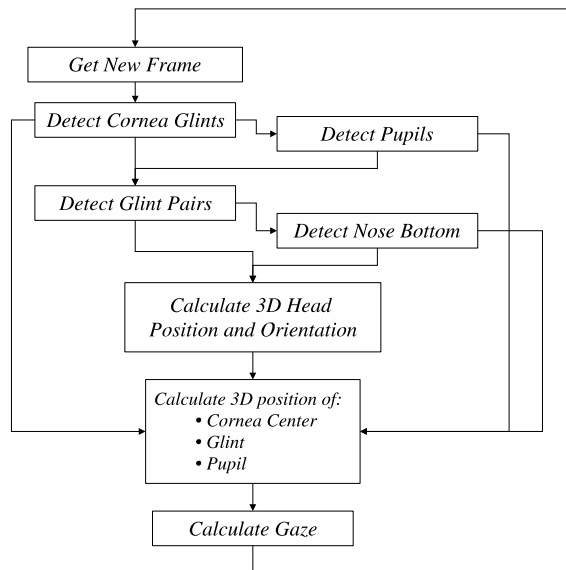 Get New Frame
Detect Cornea Glints
Detect Pupils
Detect Glint Pairs
Detect Nose Bottom
Calculate 3D Head
Position and Orientation
Calculate 3D position of:
• Cornea Center
• Glint
• Pupil
Calculate Gaze